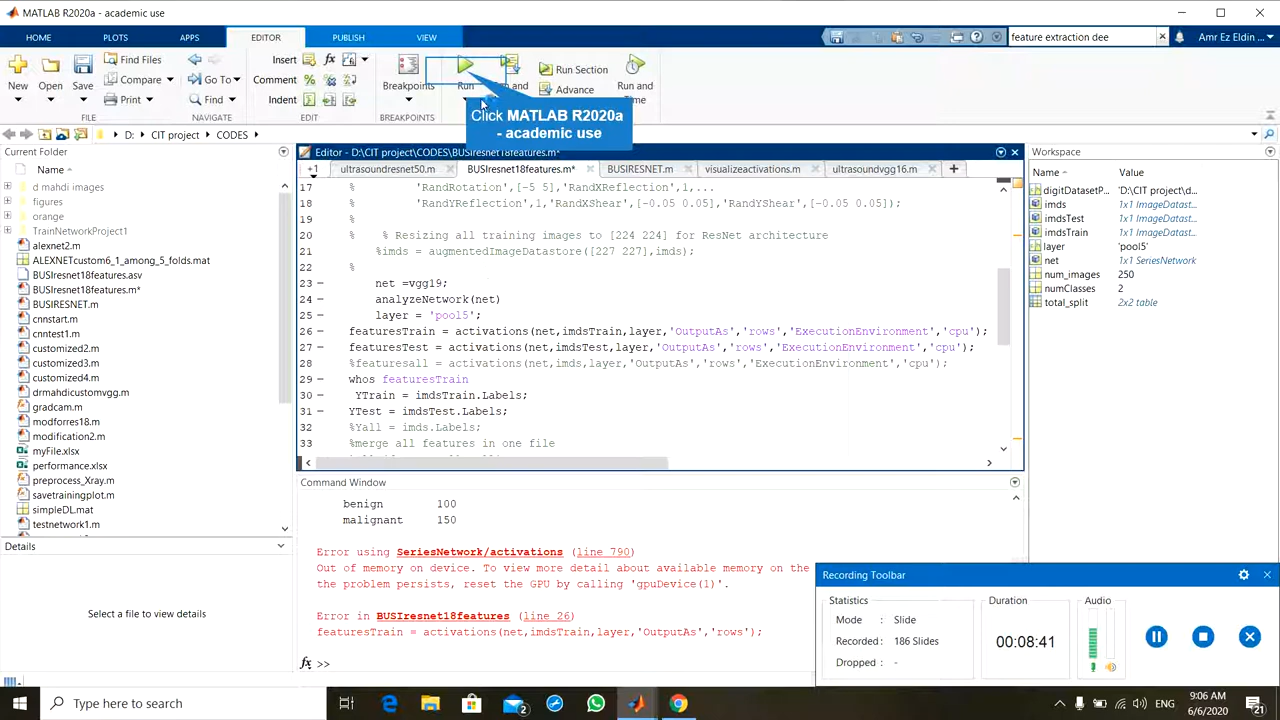 MATLAB R2020a - academic use
HOME
PLOTS
APPS
EDITOR
PUBLISH
VIEW
feature extraction dee
Amr Ez Eldin ...
New
Open
Save
Find Files
Compare
Print
FILE
Go To
Find
NAVIGATE
Insert
fx
Comment
Indent
EDIT
Breakpoints
BREAKPOINTS
Run
Run Section
Advance
Run and
Time
Click MATLAB R2020a
- academic use
D: CIT project CODES
Current Folder
Name
d mahdi images
figures
orange
TrainNetworkProject1
alexnet2.m
ALEXNETcustom6_1_among_5_folds.mat
BUSIresnet18features.asv
BUSIresnet18features.m*
BUSIRESNET.m
cnnstart.m
cnntest1.m
customized2.m
customized3.m
customized4.m
drmahdicustomvgg.m
gradcam.m
modforres18.m
modification2.m
myFile.xlsx
performance.xlsx
preprocess_Xray.m
savetrainingplot.m
simpleDL.mat
testnetwork1.m
Details
Select a file to view details
Editor - D:\CIT project\CODES\BUSIresnet18features.m*
+1
ultrasoundresnet50.m
BUSIresnet18features.m*
BUSIRESNET.m
visualizeactivations.m
ultrasoundvgg16.m
17 % 'RandRotation',[-5 5],'RandXReflection',1,...
18 % 'RandYReflection',1,'RandXShear',[-0.05 0.05],'RandYShear',[-0.05 0.05]);
19 %
20 % % Resizing all training images to [224 224] for ResNet architecture
21 %imds = augmentedImageDatastore([227 227],imds);
22 %
23 - net =vgg19;
24 - analyzeNetwork(net)
25 - layer = 'pool5';
26 - featuresTrain = activations(net,imdsTrain,layer,'OutputAs','rows','ExecutionEnvironment','cpu');
27 - featuresTest = activations(net,imdsTest,layer,'OutputAs','rows','ExecutionEnvironment','cpu');
28 %featuresall = activations(net,imds,layer,'OutputAs','rows','ExecutionEnvironment','cpu');
29 - whos featuresTrain
30 - YTrain = imdsTrain.Labels;
31 - YTest = imdsTest.Labels;
32 %Yall = imds.Labels;
33 %merge all features in one file
Command Window
benign 100
malignant 150
Error using SeriesNetwork/activations (line 790)
Out of memory on device. To view more detail about available memory on the
the problem persists, reset the GPU by calling 'gpuDevice(1)'.
Error in BUSIresnet18features (line 26)
featuresTrain = activations(net,imdsTrain,layer,'OutputAs','rows');
fx >>
Workspace
Name Value
digitDatasetP... 'D:\CIT project\d...
imds 1x1 ImageDatast...
imdsTest 1x1 ImageDatast...
imdsTrain 1x1 ImageDatast...
layer 'pool5'
net 1x1 SeriesNetwork
num_images 250
numClasses 2
total_split 2x2 table
Recording Toolbar
Statistics
Mode : Slide
Recorded: 186 Slides
Dropped : -
Duration
00:08:41
Audio
Type here to search
2
ENG
9:06 AM
6/6/2020
21